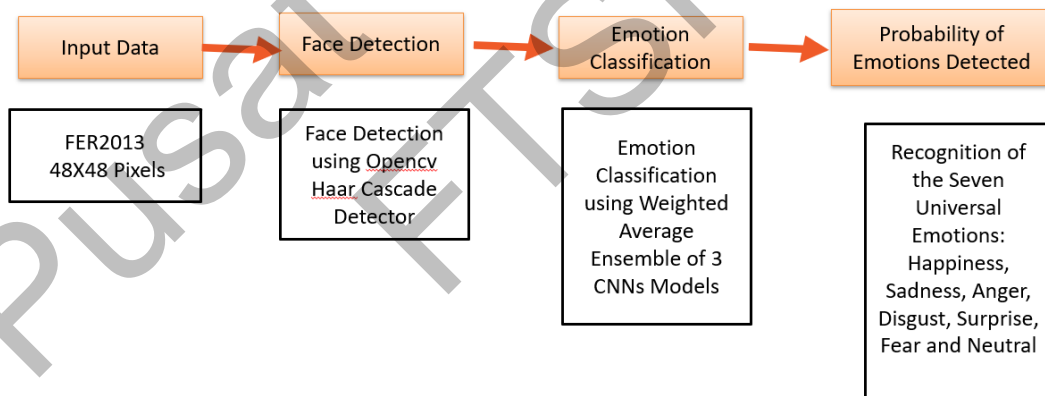 Input Data
Face Detection
Emotion
Classification
Probability of
Emotions Detected
FER2013
48X48 Pixels
Face Detection
using Opencv
Haar Cascade
Detector
Emotion
Classification
using Weighted
Average
Ensemble of 3
CNNs Models
Recognition of
the Seven
Universal
Emotions:
Happiness,
Sadness, Anger,
Disgust, Surprise,
Fear and Neutral
Pusat
FTS